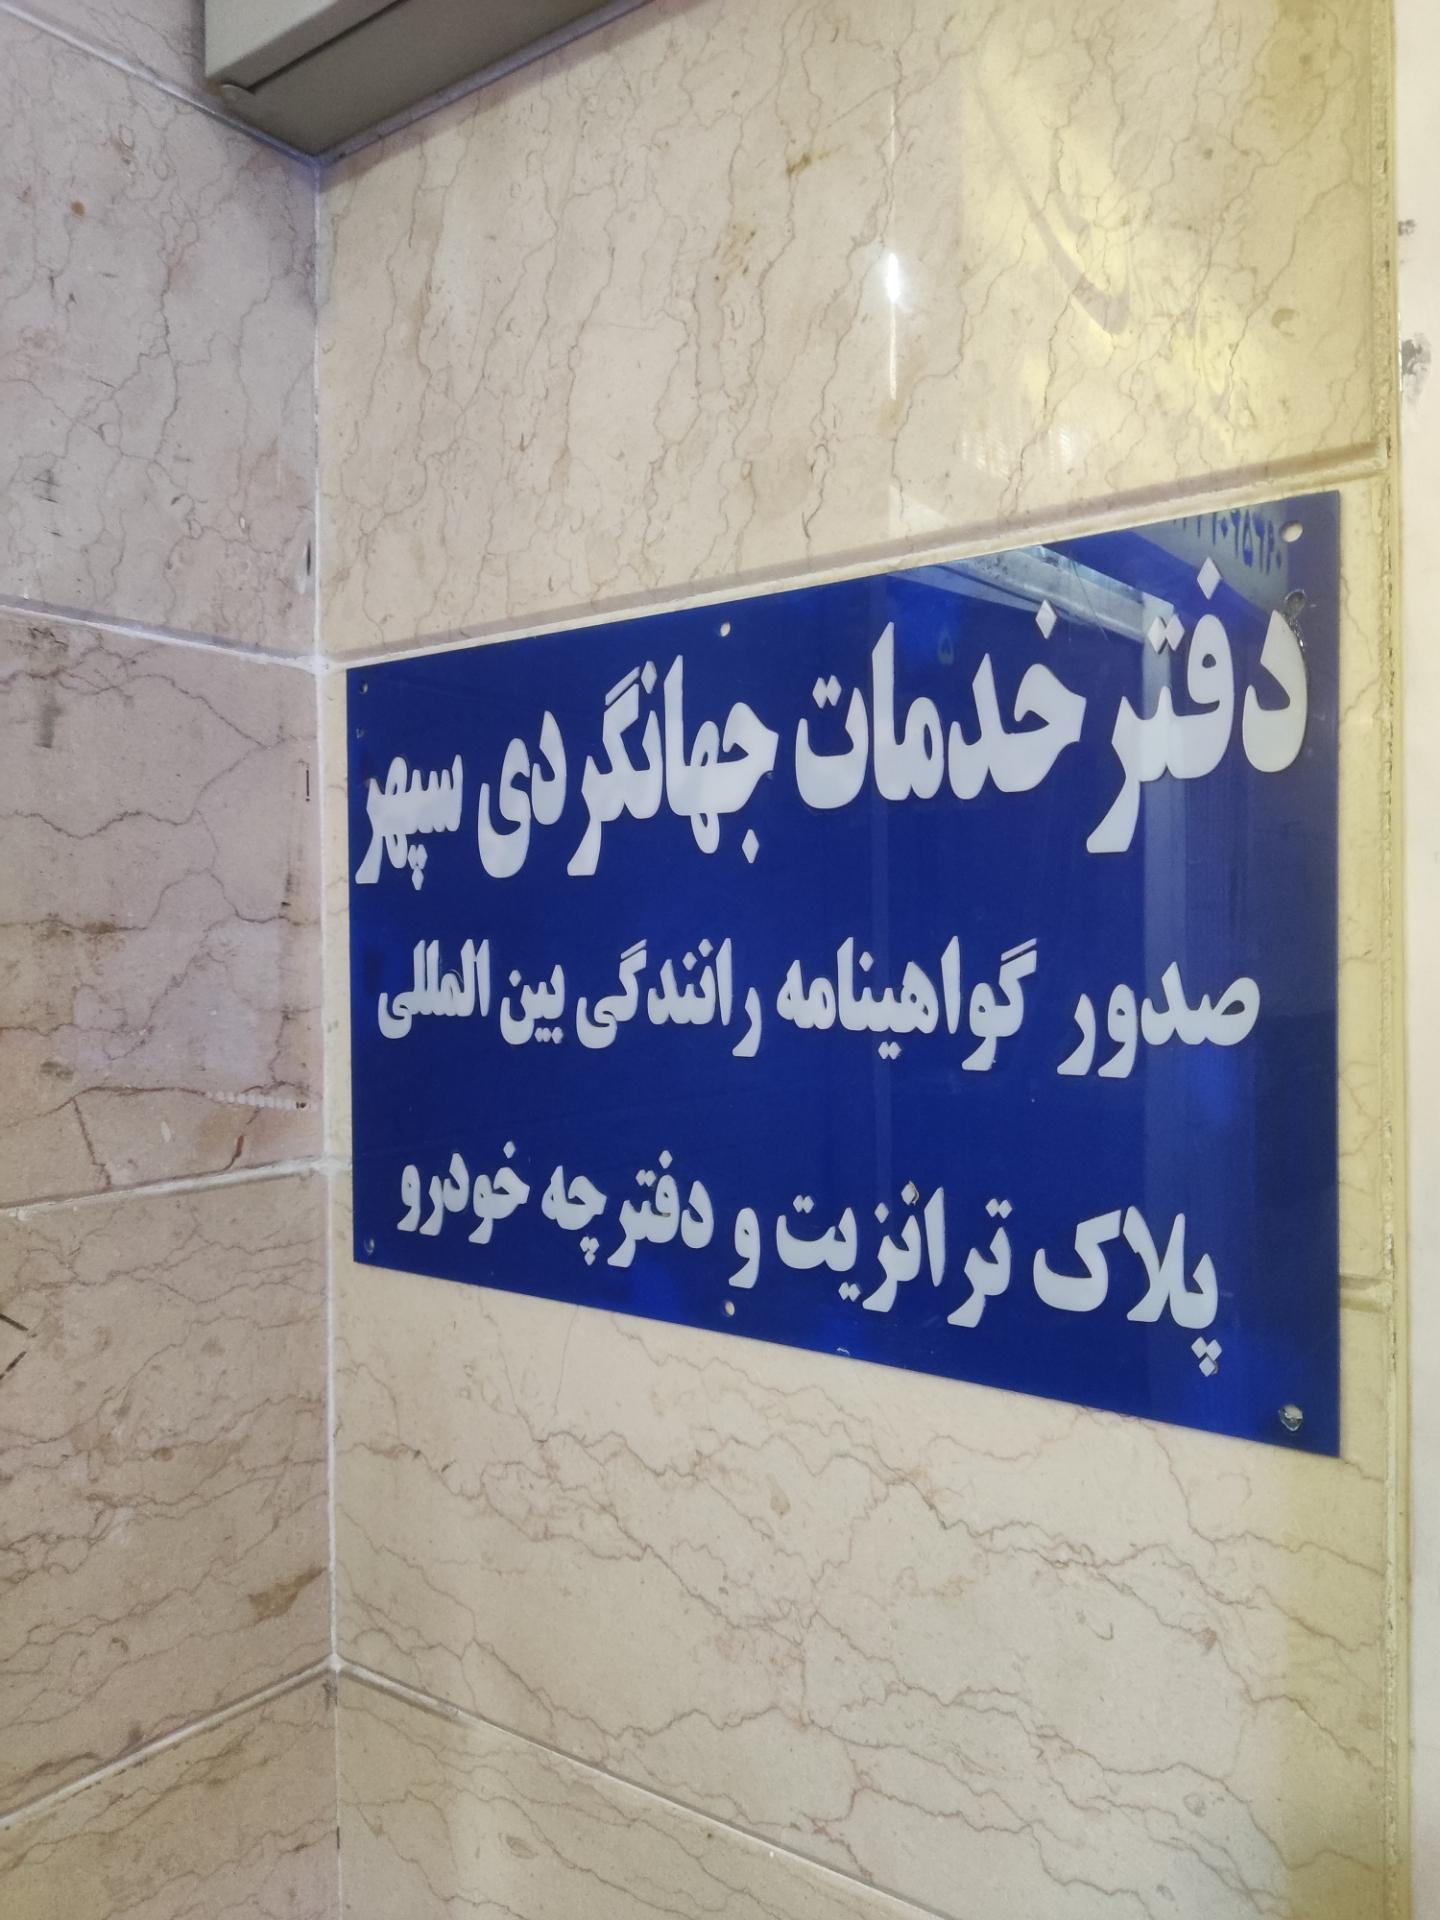 دفتر خدمات جهانگردی سپهر
صدور گواهینامه رانندگی بین المللی
پلاک ترانزیت و دفترچه خودرو